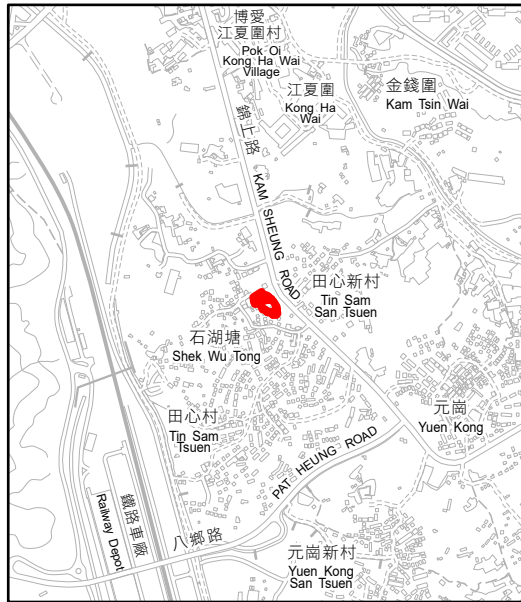 博愛
江夏圍村
Pok Oi
Kong Ha Wai
Village
江夏圍
Kong Ha
Wai
金錢圍
Kam Tsin Wai
錦上路
KAM SHEUNG ROAD
田心新村
Tin Sam
San Tsuen
石湖塘
Shek Wu Tong
田心村
Tin Sam
Tsuen
元崗
Yuen Kong
PAT HEUNG ROAD
八鄉路
鐵路車廠
Railway Depot
元崗新村
Yuen Kong
San Tsuen